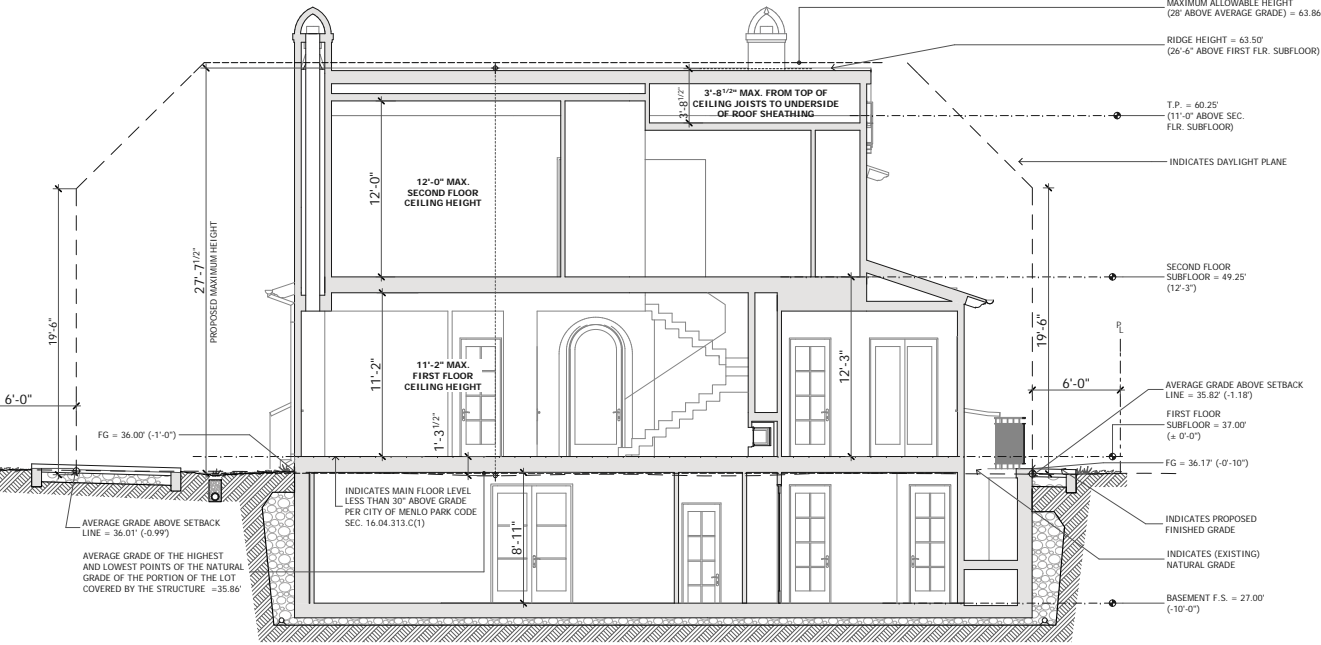 MAXIMUM ALLOWABLE HEIGHT
(28' ABOVE AVERAGE GRADE) = 63.86
RIDGE HEIGHT = 63.50'
(26'-6" ABOVE FIRST FLR. SUBFLOOR)
3'-8 1/2"
3'-8 1/2" MAX. FROM TOP OF
CEILING JOISTS TO UNDERSIDE
OF ROOF SHEATHING
T.P. = 60.25'
(11'-0" ABOVE SEC.
FLR. SUBFLOOR)
INDICATES DAYLIGHT PLANE
12'-0"
12'-0" MAX.
SECOND FLOOR
CEILING HEIGHT
27'-7 1/2"
PROPOSED MAXIMUM HEIGHT
SECOND FLOOR
SUBFLOOR = 49.25'
(12'-3")
19'-6"
19'-6"
PL
11'-2"
11'-2" MAX.
FIRST FLOOR
CEILING HEIGHT
12'-3"
6'-0"
6'-0"
1'-3 1/2"
AVERAGE GRADE ABOVE SETBACK
LINE = 35.82' (-1.18')
FIRST FLOOR
SUBFLOOR = 37.00'
(± 0'-0")
FG = 36.00' (-1'-0")
FG = 36.17' (-0'-10")
INDICATES MAIN FLOOR LEVEL
LESS THAN 30" ABOVE GRADE
PER CITY OF MENLO PARK CODE
SEC. 16.04.313.C(1)
8'-11"
AVERAGE GRADE ABOVE SETBACK
LINE = 36.01' (-0.99')
AVERAGE GRADE OF THE HIGHEST
AND LOWEST POINTS OF THE NATURAL
GRADE OF THE PORTION OF THE LOT
COVERED BY THE STRUCTURE =35.86'
INDICATES PROPOSED
FINISHED GRADE
INDICATES (EXISTING)
NATURAL GRADE
BASEMENT F.S. = 27.00'
(-10'-0")